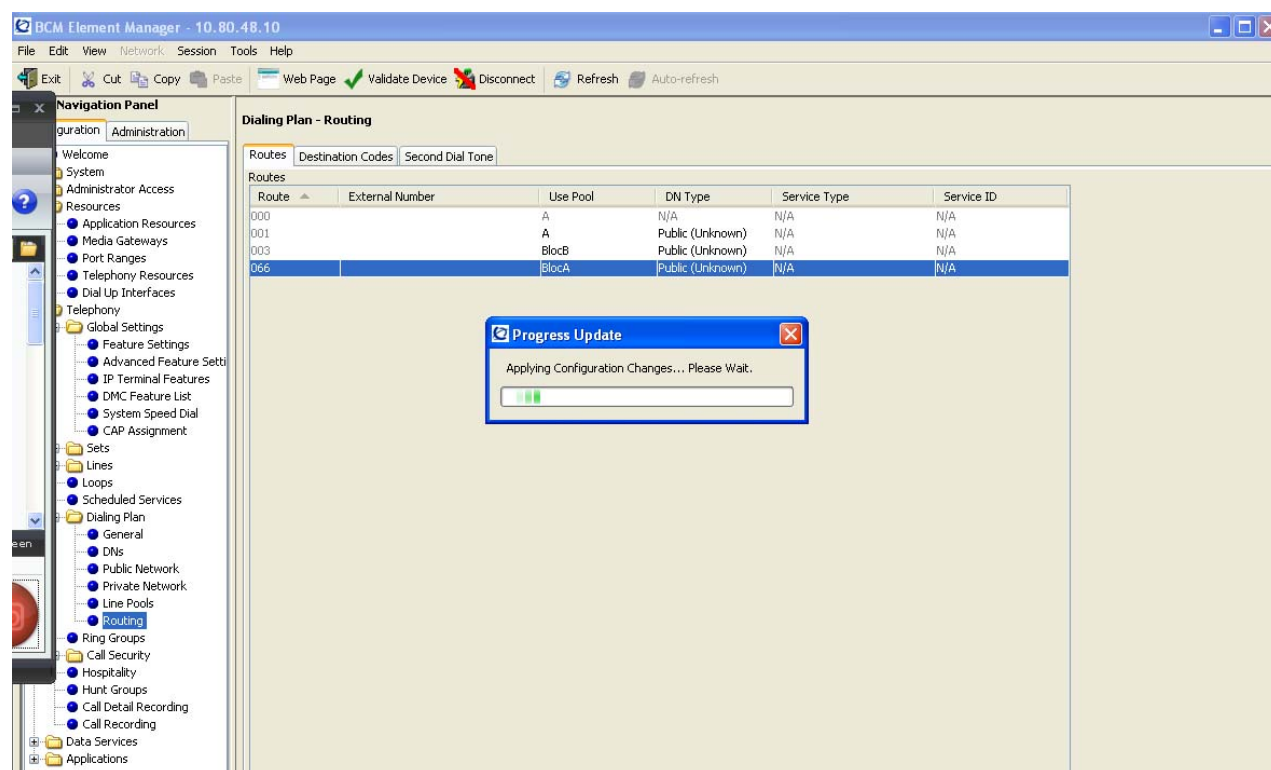 BCM Element Manager - 10.80.48.10
File Edit View Network Session Tools Help
Exit Cut Copy Paste Web Page Validate Device Disconnect Refresh Auto-refresh
Navigation Panel
guration Administration
Welcome
System
Administrator Access
Resources
Application Resources
Media Gateways
Port Ranges
Telephony Resources
Dial Up Interfaces
Telephony
Global Settings
Feature Settings
Advanced Feature Setti
IP Terminal Features
DMC Feature List
System Speed Dial
CAP Assignment
Sets
Lines
Loops
Scheduled Services
Dialing Plan
General
DNs
Public Network
Private Network
Line Pools
Routing
Ring Groups
Call Security
Hospitality
Hunt Groups
Call Detail Recording
Call Recording
Data Services
Applications
een
Dialing Plan - Routing
Routes Destination Codes Second Dial Tone
Routes
Route External Number Use Pool DN Type Service Type Service ID
000 A N/A N/A N/A
001 A Public (Unknown) N/A N/A
003 BlocB Public (Unknown) N/A N/A
066 BlocA Public (Unknown) N/A N/A
Progress Update
Applying Configuration Changes... Please Wait.